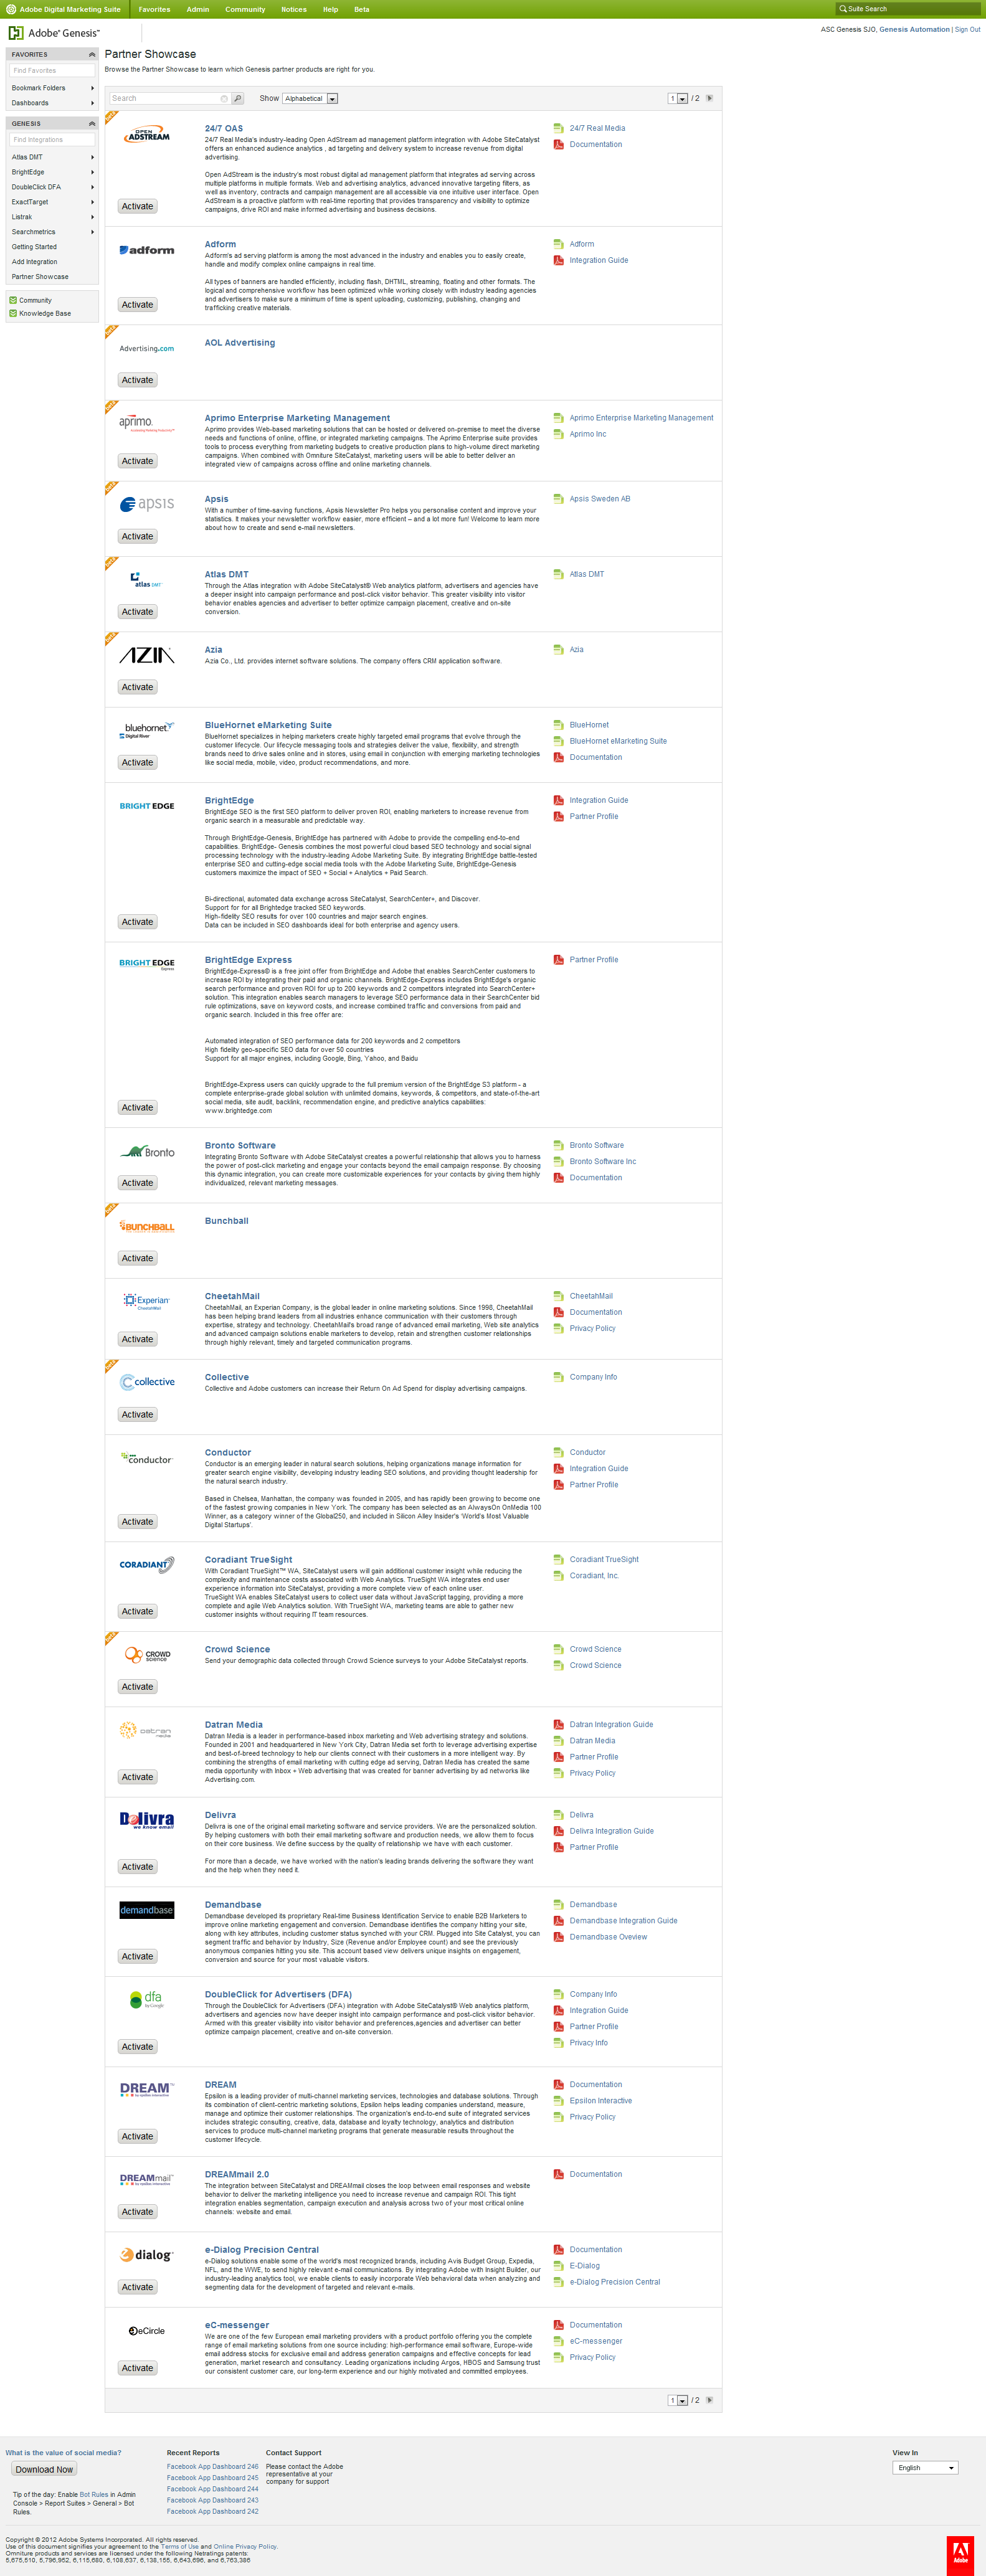 Adobe Digital Marketing Suite
Favorites Admin Community Notices Help Beta
Suite Search
Adobe® Genesis™
ASC Genesis SJO, Genesis Automation | Sign Out
FAVORITES
Find Favorites
Bookmark Folders
Dashboards
GENESIS
Find Integrations
Atlas DMT
BrightEdge
DoubleClick DFA
ExactTarget
Listrak
Searchmetrics
Getting Started
Add Integration
Partner Showcase
Community
Knowledge Base
Partner Showcase
Browse the Partner Showcase to learn which Genesis partner products are right for you.
Search
Show Alphabetical
1 / 2
OPEN
ADSTREAM
Activate
24/7 OAS
24/7 Real Media's industry-leading Open AdStream ad management platform integration with Adobe SiteCatalyst
offers an enhanced audience analytics , ad targeting and delivery system to increase revenue from digital
advertising.
Open AdStream is the industry's most robust digital ad management platform that integrates ad serving across
multiple platforms in multiple formats. Web and advertising analytics, advanced innovative targeting filters, as
well as inventory, contracts and campaign management are all accessible via one intuitive user interface. Open
AdStream is a proactive platform with real-time reporting that provides transparency and visibility to optimize
campaigns, drive ROI and make informed advertising and business decisions.
24/7 Real Media
Documentation
adform
Activate
Adform
Adform's ad serving platform is among the most advanced in the industry and enables you to easily create,
handle and modify complex online campaigns in real time.
All types of banners are handled efficiently, including flash, DHTML, streaming, floating and other formats. The
logical and comprehensive workflow has been optimized while working closely with industry leading agencies
and advertisers to make sure a minimum of time is spent uploading, customizing, publishing, changing and
trafficking creative materials.
Adform
Integration Guide
Advertising.com
Activate
AOL Advertising
aprimo.
Activate
Aprimo Enterprise Marketing Management
Aprimo provides Web-based marketing solutions that can be hosted or delivered on-premise to meet the diverse
needs and functions of online, offline, or integrated marketing campaigns. The Aprimo Enterprise suite provides
tools to process everything from marketing budgets to creative production plans to high-volume direct marketing
campaigns. When combined with Omniture SiteCatalyst, marketing users will be able to better deliver an
integrated view of campaigns across offline and online marketing channels.
Aprimo Enterprise Marketing Management
Aprimo Inc
apsis
Activate
Apsis
With a number of time-saving functions, Apsis Newsletter Pro helps you personalise content and improve your
statistics. It makes your newsletter workflow easier, more efficient – and a lot more fun! Welcome to learn more
about how to create and send e-mail newsletters.
Apsis Sweden AB
atlas DMT
Activate
Atlas DMT
Through the Atlas integration with Adobe SiteCatalyst® Web analytics platform, advertisers and agencies have
a deeper insight into campaign performance and post-click visitor behavior. This greater visibility into visitor
behavior enables agencies and advertiser to better optimize campaign placement, creative and on-site
conversion.
Atlas DMT
AZIA
Activate
Azia
Azia Co., Ltd. provides internet software solutions. The company offers CRM application software.
Azia
bluehornet
Digital River
Activate
BlueHornet eMarketing Suite
BlueHornet specializes in helping marketers create highly targeted email programs that evolve through the
customer lifecycle. Our lifecycle messaging tools and strategies deliver the value, flexibility, and strength
brands need to drive sales online and in stores, using email in conjunction with emerging marketing technologies
like social media, mobile, video, product recommendations, and more.
BlueHornet
BlueHornet eMarketing Suite
Documentation
BRIGHT EDGE
Activate
BrightEdge
BrightEdge SEO is the first SEO platform to deliver proven ROI, enabling marketers to increase revenue from
organic search in a measurable and predictable way.
Through BrightEdge-Genesis, BrightEdge has partnered with Adobe to provide the compelling end-to-end
capabilities. BrightEdge- Genesis combines the most powerful cloud based SEO technology and social signal
processing technology with the industry-leading Adobe Marketing Suite. By integrating BrightEdge battle-tested
enterprise SEO and cutting-edge social media tools with the Adobe Marketing Suite, BrightEdge-Genesis
customers maximize the impact of SEO + Social + Analytics + Paid Search.
Bi-directional, automated data exchange across SiteCatalyst, SearchCenter+, and Discover.
Support for for all Brightedge tracked SEO keywords.
High-fidelity SEO results for over 100 countries and major search engines.
Data can be included in SEO dashboards ideal for both enterprise and agency users.
Integration Guide
Partner Profile
BRIGHT EDGE
Express
Activate
BrightEdge Express
BrightEdge-Express® is a free joint offer from BrightEdge and Adobe that enables SearchCenter customers to
increase ROI by integrating their paid and organic channels. BrightEdge-Express includes BrightEdge's organic
search performance and proven ROI for up to 200 keywords and 2 competitors integrated into SearchCenter+
solution. This integration enables search managers to leverage SEO performance data in their SearchCenter bid
rule optimizations, save on keyword costs, and increase combined traffic and conversions from paid and
organic search. Included in this free offer are:
Automated integration of SEO performance data for 200 keywords and 2 competitors
High fidelity geo-specific SEO data for over 50 countries
Support for all major engines, including Google, Bing, Yahoo, and Baidu
BrightEdge-Express users can quickly upgrade to the full premium version of the BrightEdge S3 platform - a
complete enterprise-grade global solution with unlimited domains, keywords, & competitors, and state-of-the-art
social media, site audit, backlink, recommendation engine, and predictive analytics capabilities:
www.brightedge.com
Partner Profile
Bronto
Activate
Bronto Software
Integrating Bronto Software with Adobe SiteCatalyst creates a powerful relationship that allows you to harness
the power of post-click marketing and engage your contacts beyond the email campaign response. By choosing
this dynamic integration, you can create more customizable experiences for your contacts by giving them highly
individualized, relevant marketing messages.
Bronto Software
Bronto Software Inc
Documentation
BUNCHBALL
Activate
Bunchball
Experian
CheetahMail
Activate
CheetahMail
CheetahMail, an Experian Company, is the global leader in online marketing solutions. Since 1998, CheetahMail
has been helping brand leaders from all industries enhance communication with their customers through
expertise, strategy and technology. CheetahMail's broad range of advanced email marketing, Web site analytics
and advanced campaign solutions enable marketers to develop, retain and strengthen customer relationships
through highly relevant, timely and targeted communication programs.
CheetahMail
Documentation
Privacy Policy
collective
Activate
Collective
Collective and Adobe customers can increase their Return On Ad Spend for display advertising campaigns.
Company Info
conductor
Activate
Conductor
Conductor is an emerging leader in natural search solutions, helping organizations manage information for
greater search engine visibility, developing industry leading SEO solutions, and providing thought leadership for
the natural search industry.
Based in Chelsea, Manhattan, the company was founded in 2005, and has rapidly been growing to become one
of the fastest growing companies in New York. The company has been selected as an AlwaysOn OnMedia 100
Winner, as a category winner of the Global250, and included in Silicon Alley Insider's 'World's Most Valuable
Digital Startups'.
Conductor
Integration Guide
Partner Profile
CORADIANT
Activate
Coradiant TrueSight
With Coradiant TrueSight™ WA, SiteCatalyst users will gain additional customer insight while reducing the
complexity and maintenance costs associated with Web Analytics. TrueSight WA integrates end user
experience information into SiteCatalyst, providing a more complete view of each online user.
TrueSight WA enables SiteCatalyst users to collect user data without JavaScript tagging, providing a more
complete and agile Web Analytics solution. With TrueSight WA, marketing teams are able to gather new
customer insights without requiring IT team resources.
Coradiant TrueSight
Coradiant, Inc.
CROWD
science
Activate
Crowd Science
Send your demographic data collected through Crowd Science surveys to your Adobe SiteCatalyst reports.
Crowd Science
Crowd Science
datran
media
Activate
Datran Media
Datran Media is a leader in performance-based inbox marketing and Web advertising strategy and solutions.
Founded in 2001 and headquartered in New York City, Datran Media set forth to leverage advertising expertise
and best-of-breed technology to help our clients connect with their customers in a more intelligent way. By
combining the strengths of email marketing with cutting edge ad serving, Datran Media has created the same
media opportunity with Inbox + Web advertising that was created for banner advertising by ad networks like
Advertising.com.
Datran Integration Guide
Datran Media
Partner Profile
Privacy Policy
Delivra
we know email
Activate
Delivra
Delivra is one of the original email marketing software and service providers. We are the personalized solution.
By helping customers with both their email marketing software and production needs, we allow them to focus
on their core business. We define success by the quality of relationship we have with each customer.
For more than a decade, we have worked with the nation's leading brands delivering the software they want
and the help when they need it.
Delivra
Delivra Integration Guide
Partner Profile
demandbase
Activate
Demandbase
Demandbase developed its proprietary Real-time Business Identification Service to enable B2B Marketers to
improve online marketing engagement and conversion. Demandbase identifies the company hitting your site,
along with key attributes, including customer status synched with your CRM. Plugged into Site Catalyst, you can
segment traffic and behavior by Industry, Size (Revenue and/or Employee count) and see the previously
anonymous companies hitting you site. This account based view delivers unique insights on engagement,
conversion and source for your most valuable visitors.
Demandbase
Demandbase Integration Guide
Demandbase Oveview
dfa
by Google
Activate
DoubleClick for Advertisers (DFA)
Through the DoubleClick for Advertisers (DFA) integration with Adobe SiteCatalyst® Web analytics platform,
advertisers and agencies now have deeper insight into campaign performance and post-click visitor behavior.
Armed with this greater visibility into visitor behavior and preferences,agencies and advertiser can better
optimize campaign placement, creative and on-site conversion.
Company Info
Integration Guide
Partner Profile
Privacy Info
DREAM™
by epsilon interactive
Activate
DREAM
Epsilon is a leading provider of multi-channel marketing services, technologies and database solutions. Through
its combination of client-centric marketing solutions, Epsilon helps leading companies understand, measure,
manage and optimize their customer relationships. The organization's end-to-end suite of integrated services
includes strategic consulting, creative, data, database and loyalty technology, analytics and distribution
services to produce multi-channel marketing programs that generate measurable results throughout the
customer lifecycle.
Documentation
Epsilon Interactive
Privacy Policy
DREAMmail™
by epsilon interactive
Activate
DREAMmail 2.0
The integration between SiteCatalyst and DREAMmail closes the loop between email responses and website
behavior to deliver the marketing intelligence you need to increase revenue and campaign ROI. This tight
integration enables segmentation, campaign execution and analysis across two of your most critical online
channels: website and email.
Documentation
e dialog
Activate
e-Dialog Precision Central
e-Dialog solutions enable some of the world's most recognized brands, including Avis Budget Group, Expedia,
NFL, and the WWE, to send highly relevant e-mail communications. By integrating Adobe with Insight Builder, our
industry-leading analytics tool, we enable clients to easily incorporate Web behavioral data when analyzing and
segmenting data for the development of targeted and relevant e-mails.
Documentation
E-Dialog
e-Dialog Precision Central
eCircle
Activate
eC-messenger
We are one of the few European email marketing providers with a product portfolio offering you the complete
range of email marketing solutions from one source including: high-performance email software, Europe-wide
email address stocks for exclusive email and address generation campaigns and effective concepts for lead
generation, market research and consultancy. Leading organizations including Argos, HBOS and Samsung trust
our consistent customer care, our long-term experience and our highly motivated and committed employees.
Documentation
eC-messenger
Privacy Policy
1 / 2
What is the value of social media?
Download Now
Tip of the day: Enable Bot Rules in Admin
Console > Report Suites > General > Bot
Rules.
Recent Reports
Facebook App Dashboard 246
Facebook App Dashboard 245
Facebook App Dashboard 244
Facebook App Dashboard 243
Facebook App Dashboard 242
Contact Support
Please contact the Adobe
representative at your
company for support
View In
English
Copyright © 2012 Adobe Systems Incorporated. All rights reserved.
Use of this document signifies your agreement to the Terms of Use and Online Privacy Policy.
Omniture products and services are licensed under the following Netratings patents:
5,675,510, 5,796,952, 6,115,680, 6,108,637, 6,138,155, 6,643,696, and 6,763,386
Adobe